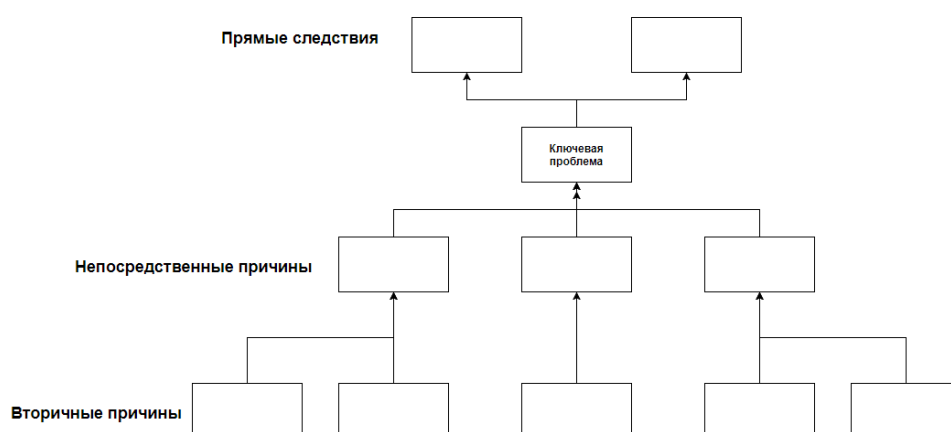 Прямые следствия
Ключевая
проблема
Непосредственные причины
Вторичные причины